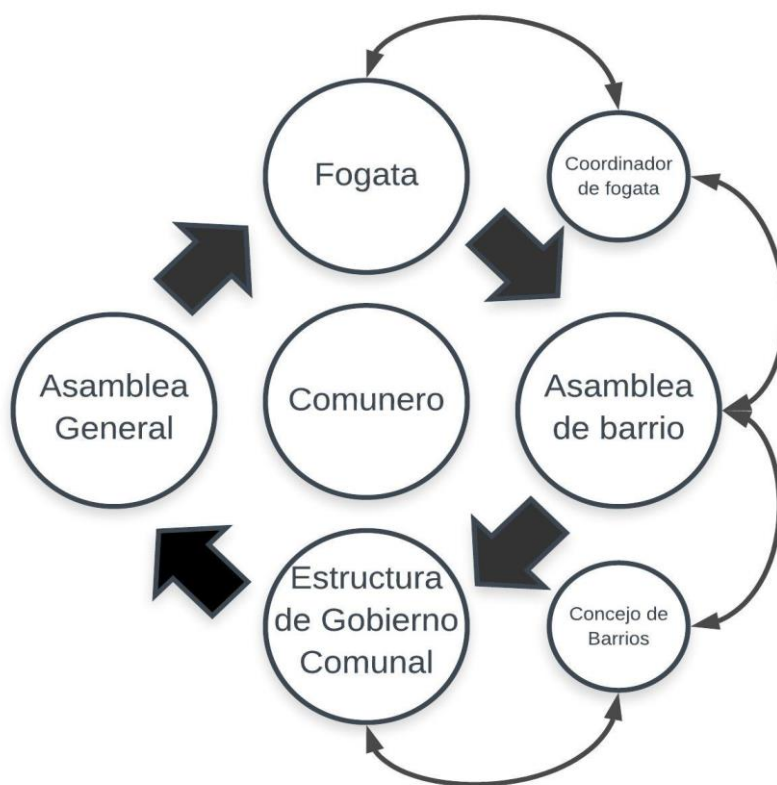 Fogata
Coordinador
de fogata
Asamblea
General
Comunero
Asamblea
de barrio
Estructura
de Gobierno
Comunal
Concejo de
Barrios